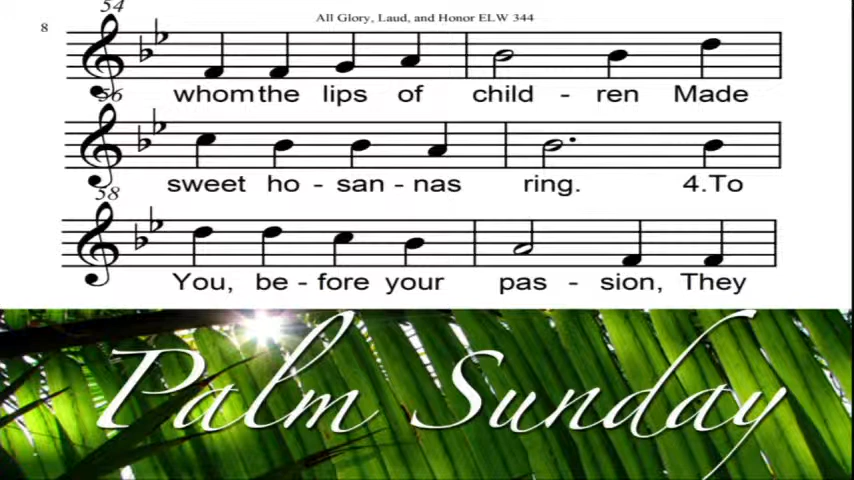 54
All Glory, Laud, and Honor ELW 344
8
whom the lips of child - ren Made
56
sweet ho - san - nas ring. 4.To
58
You, be - fore your pas - sion, They
Palm Sunday